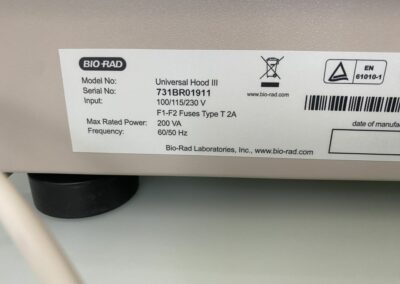 BIO-RAD
Model No: Universal Hood III
Serial No: 731BR01911
Input: 100/115/230 V
F1-F2 Fuses Type T 2A
Max Rated Power: 200 VA
Frequency: 60/50 Hz
Bio-Rad Laboratories, Inc., www.bio-rad.com
www.bio-rad.com
EN
61010-1
date of manufac